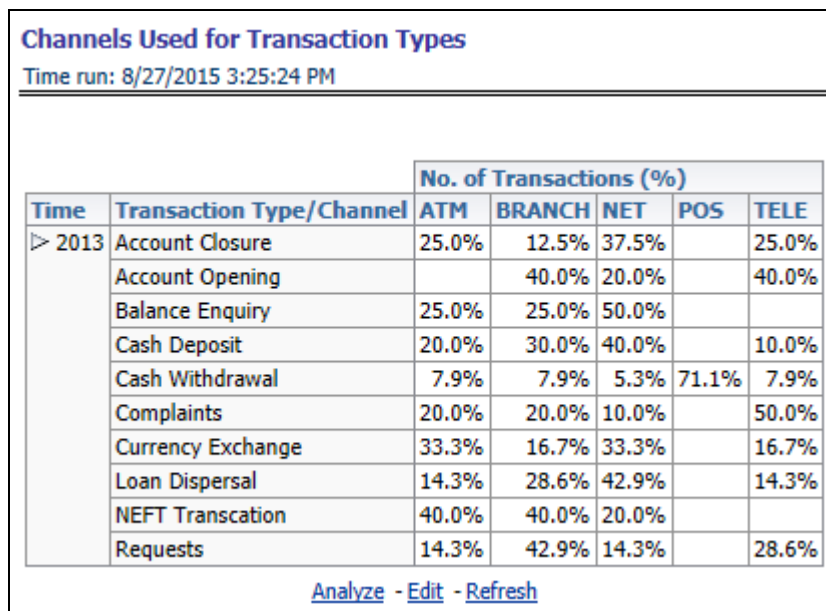 Channels Used for Transaction Types
Time run: 8/27/2015 3:25:24 PM
No. of Transactions (%)
Time Transaction Type/Channel ATM BRANCH NET POS TELE
2013 Account Closure 25.0% 12.5% 37.5% 25.0%
Account Opening 40.0% 20.0% 40.0%
Balance Enquiry 25.0% 25.0% 50.0%
Cash Deposit 20.0% 30.0% 40.0% 10.0%
Cash Withdrawal 7.9% 7.9% 5.3% 71.1% 7.9%
Complaints 20.0% 20.0% 10.0% 50.0%
Currency Exchange 33.3% 16.7% 33.3% 16.7%
Loan Dispersal 14.3% 28.6% 42.9% 14.3%
NEFT Transcation 40.0% 40.0% 20.0%
Requests 14.3% 42.9% 14.3% 28.6%
Analyze - Edit - Refresh